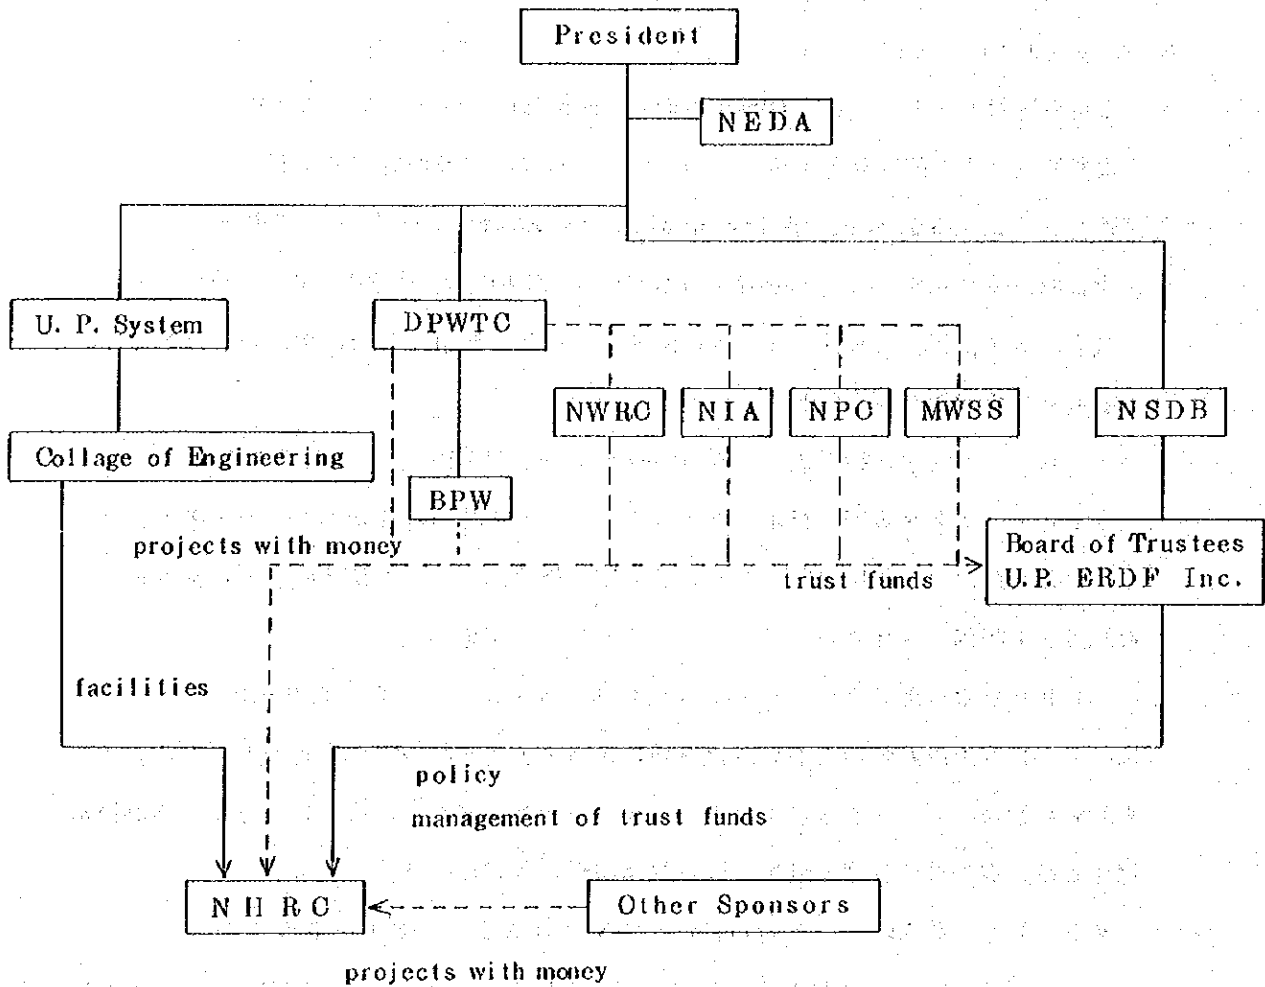 President
NEDA
U. P. System
DPWTC
NWRC
NIA
NPC
MWSS
NSDB
Collage of Engineering
BPW
projects with money
Board of Trustees
U.P. ERDF Inc.
trust funds
facilities
policy
management of trust funds
N H R C
Other Sponsors
projects with money